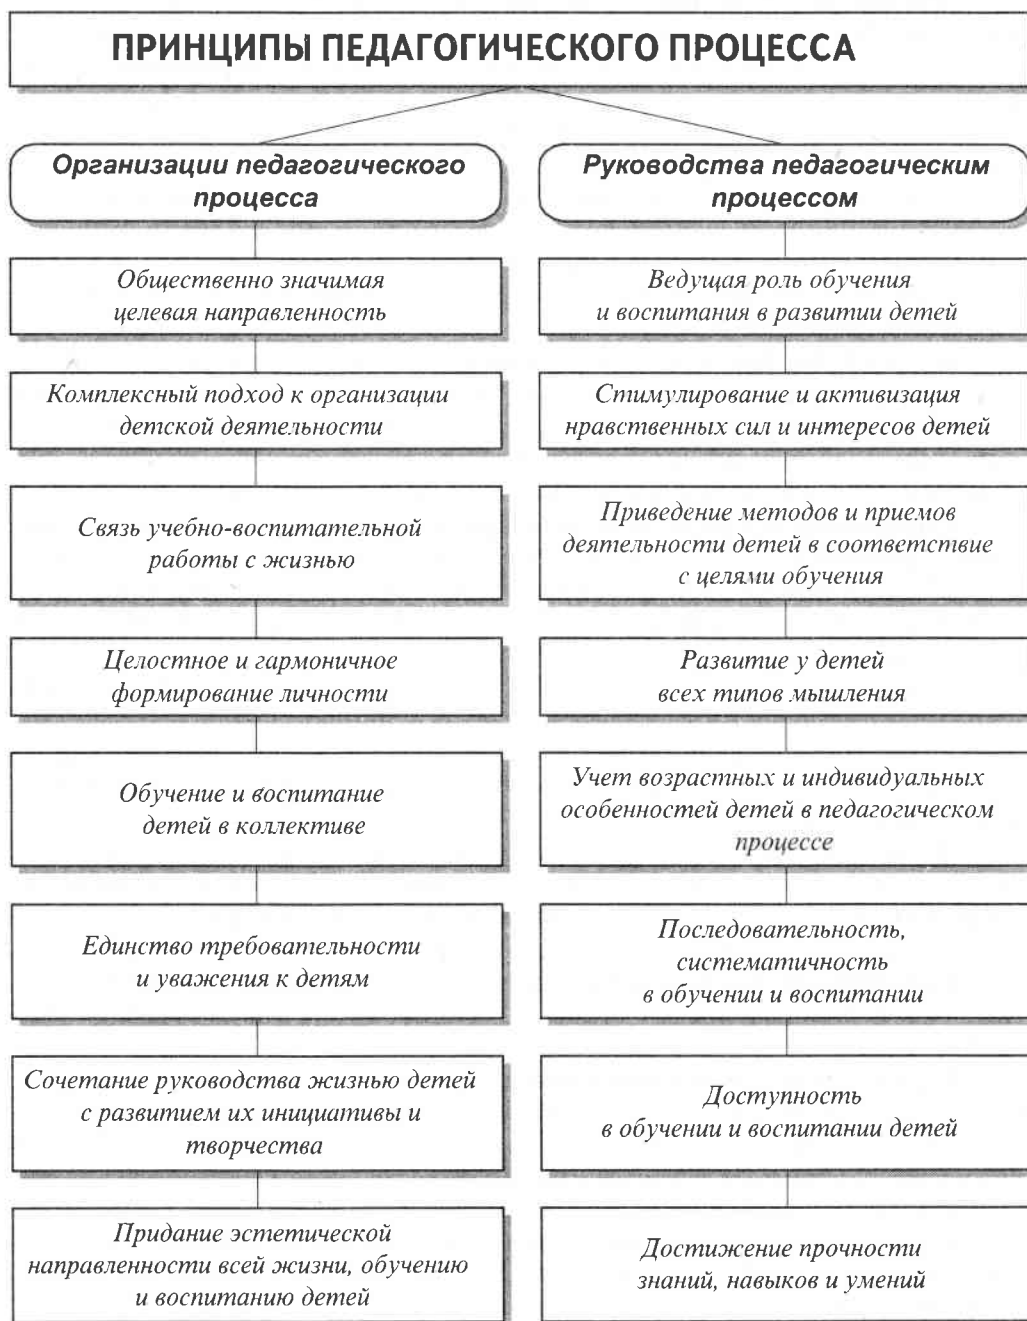 ПРИНЦИПЫ ПЕДАГОГИЧЕСКОГО ПРОЦЕССА
Организации педагогического
процесса
Общественно значимая
целевая направленность
Комплексный подход к организации
детской деятельности
Связь учебно-воспитательной
работы с жизнью
Целостное и гармоничное
формирование личности
Обучение и воспитание
детей в коллективе
Единство требовательности
и уважения к детям
Сочетание руководства жизнью детей
с развитием их инициативы и
творчества
Придание эстетической
направленности всей жизни, обучению
и воспитанию детей
Руководства педагогическим
процессом
Ведущая роль обучения
и воспитания в развитии детей
Стимулирование и активизация
нравственных сил и интересов детей
Приведение методов и приемов
деятельности детей в соответствие
с целями обучения
Развитие у детей
всех типов мышления
Учет возрастных и индивидуальных
особенностей детей в педагогическом
процессе
Последовательность,
систематичность
в обучении и воспитании
Доступность
в обучении и воспитании детей
Достижение прочности
знаний, навыков и умений